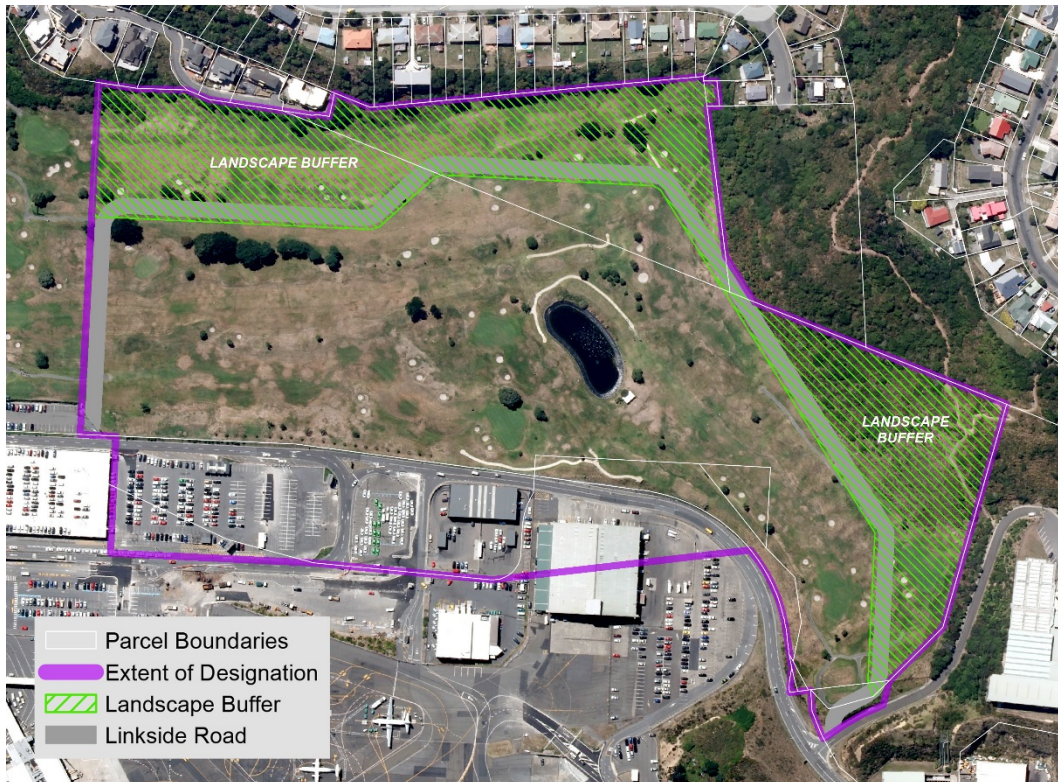 LANDSCAPE BUFFER
LANDSCAPE
BUFFER
Parcel Boundaries
Extent of Designation
Landscape Buffer
Linkside Road